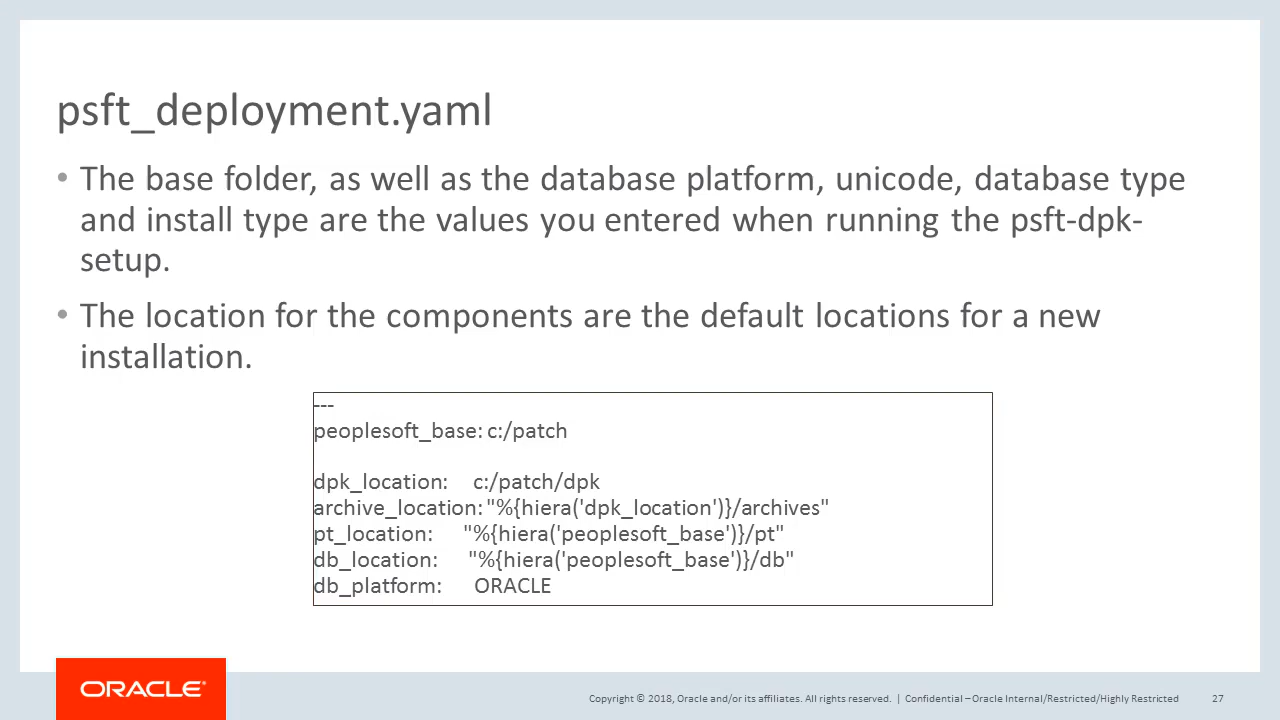 psft_deployment.yaml
• The base folder, as well as the database platform, unicode, database type
and install type are the values you entered when running the psft-dpk-
setup.
• The location for the components are the default locations for a new
installation.
---
peoplesoft_base: c:/patch
dpk_location: c:/patch/dpk
archive_location: "%{hiera('dpk_location')}/archives"
pt_location: "%{hiera('peoplesoft_base')}/pt"
db_location: "%{hiera('peoplesoft_base')}/db"
db_platform: ORACLE
ORACLE®
Copyright © 2018, Oracle and/or its affiliates. All rights reserved. | Confidential – Oracle Internal/Restricted/Highly Restricted 27